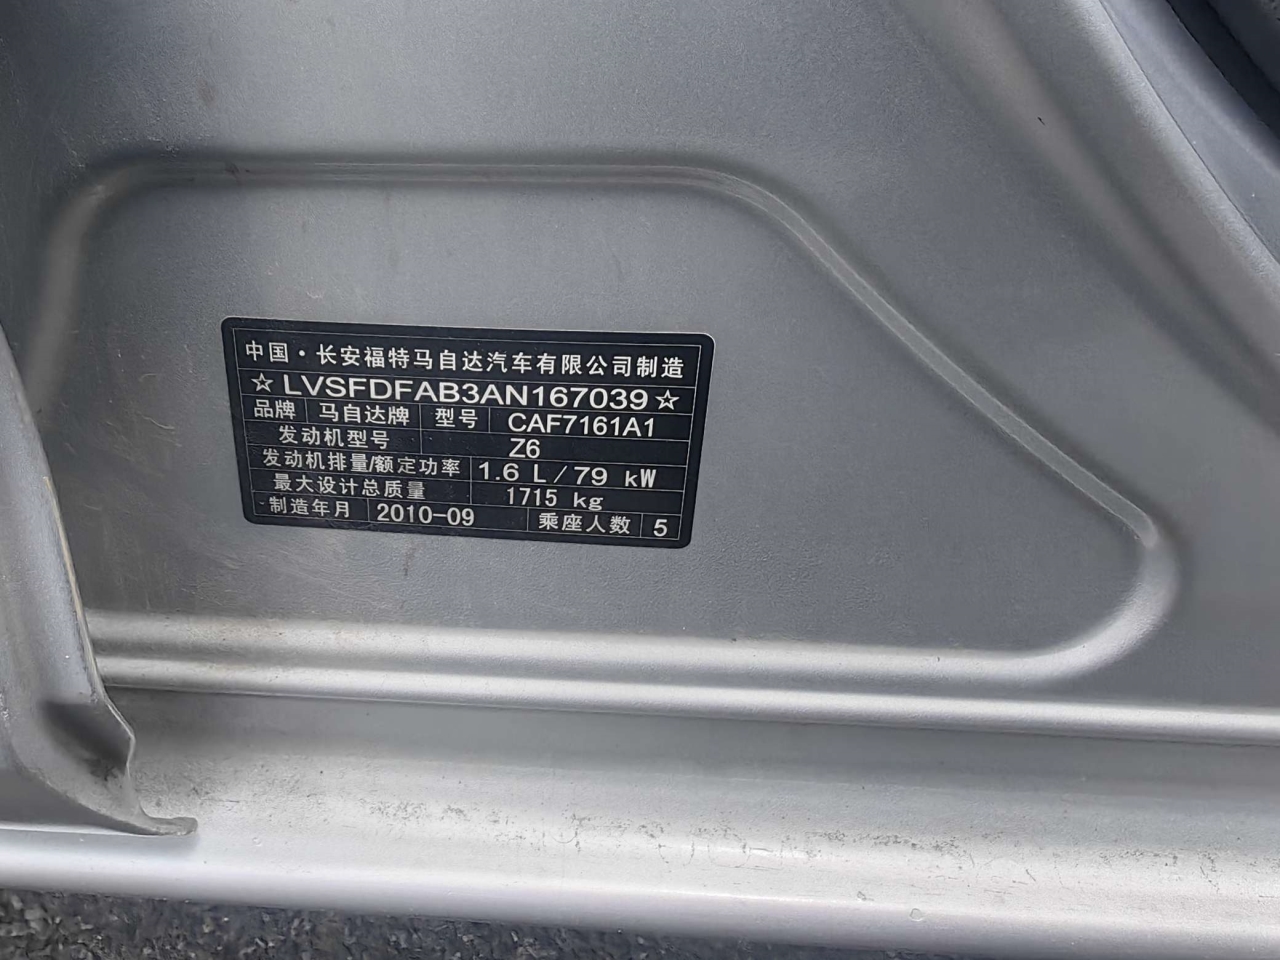 中国·长安福特马自达汽车有限公司制造
☆LVSFDFAB3AN167039☆
品牌 马自达牌 型号 CAF7161A1
发动机型号 Z6
发动机排量/额定功率 1.6 L/79 kW
最大设计总质量 1715 kg
制造年月 2010-09 乘座人数 5